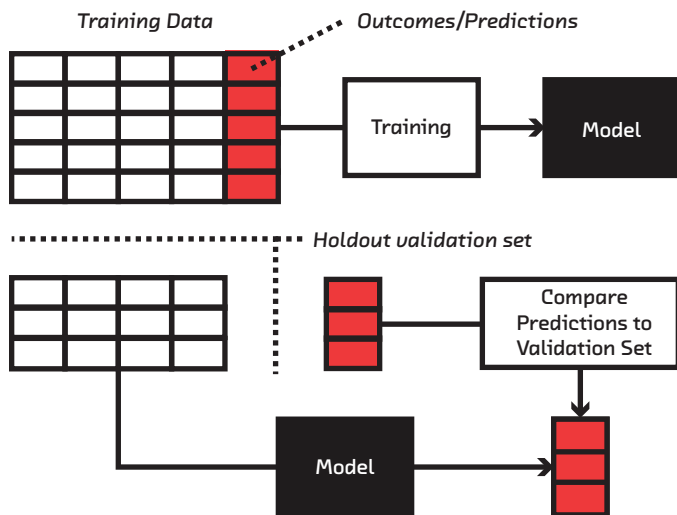 Training Data
Outcomes/Predictions
Training
Model
Holdout validation set
Compare
Predictions to
Validation Set
Model